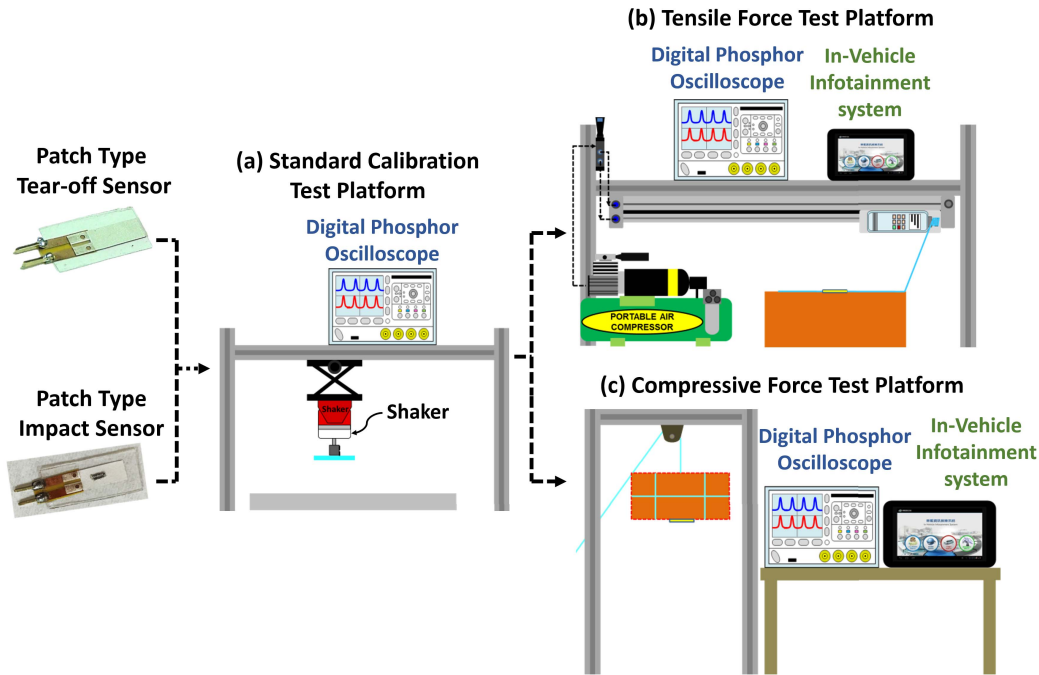 Patch Type
Tear-off Sensor
Patch Type
Impact Sensor
(a) Standard Calibration
Test Platform
Digital Phosphor
Oscilloscope
Shaker
Shaker
(b) Tensile Force Test Platform
Digital Phosphor
Oscilloscope
In-Vehicle
Infotainment
system
PORTABLE AIR
COMPRESSOR
(c) Compressive Force Test Platform
Digital Phosphor
Oscilloscope
In-Vehicle
Infotainment
system